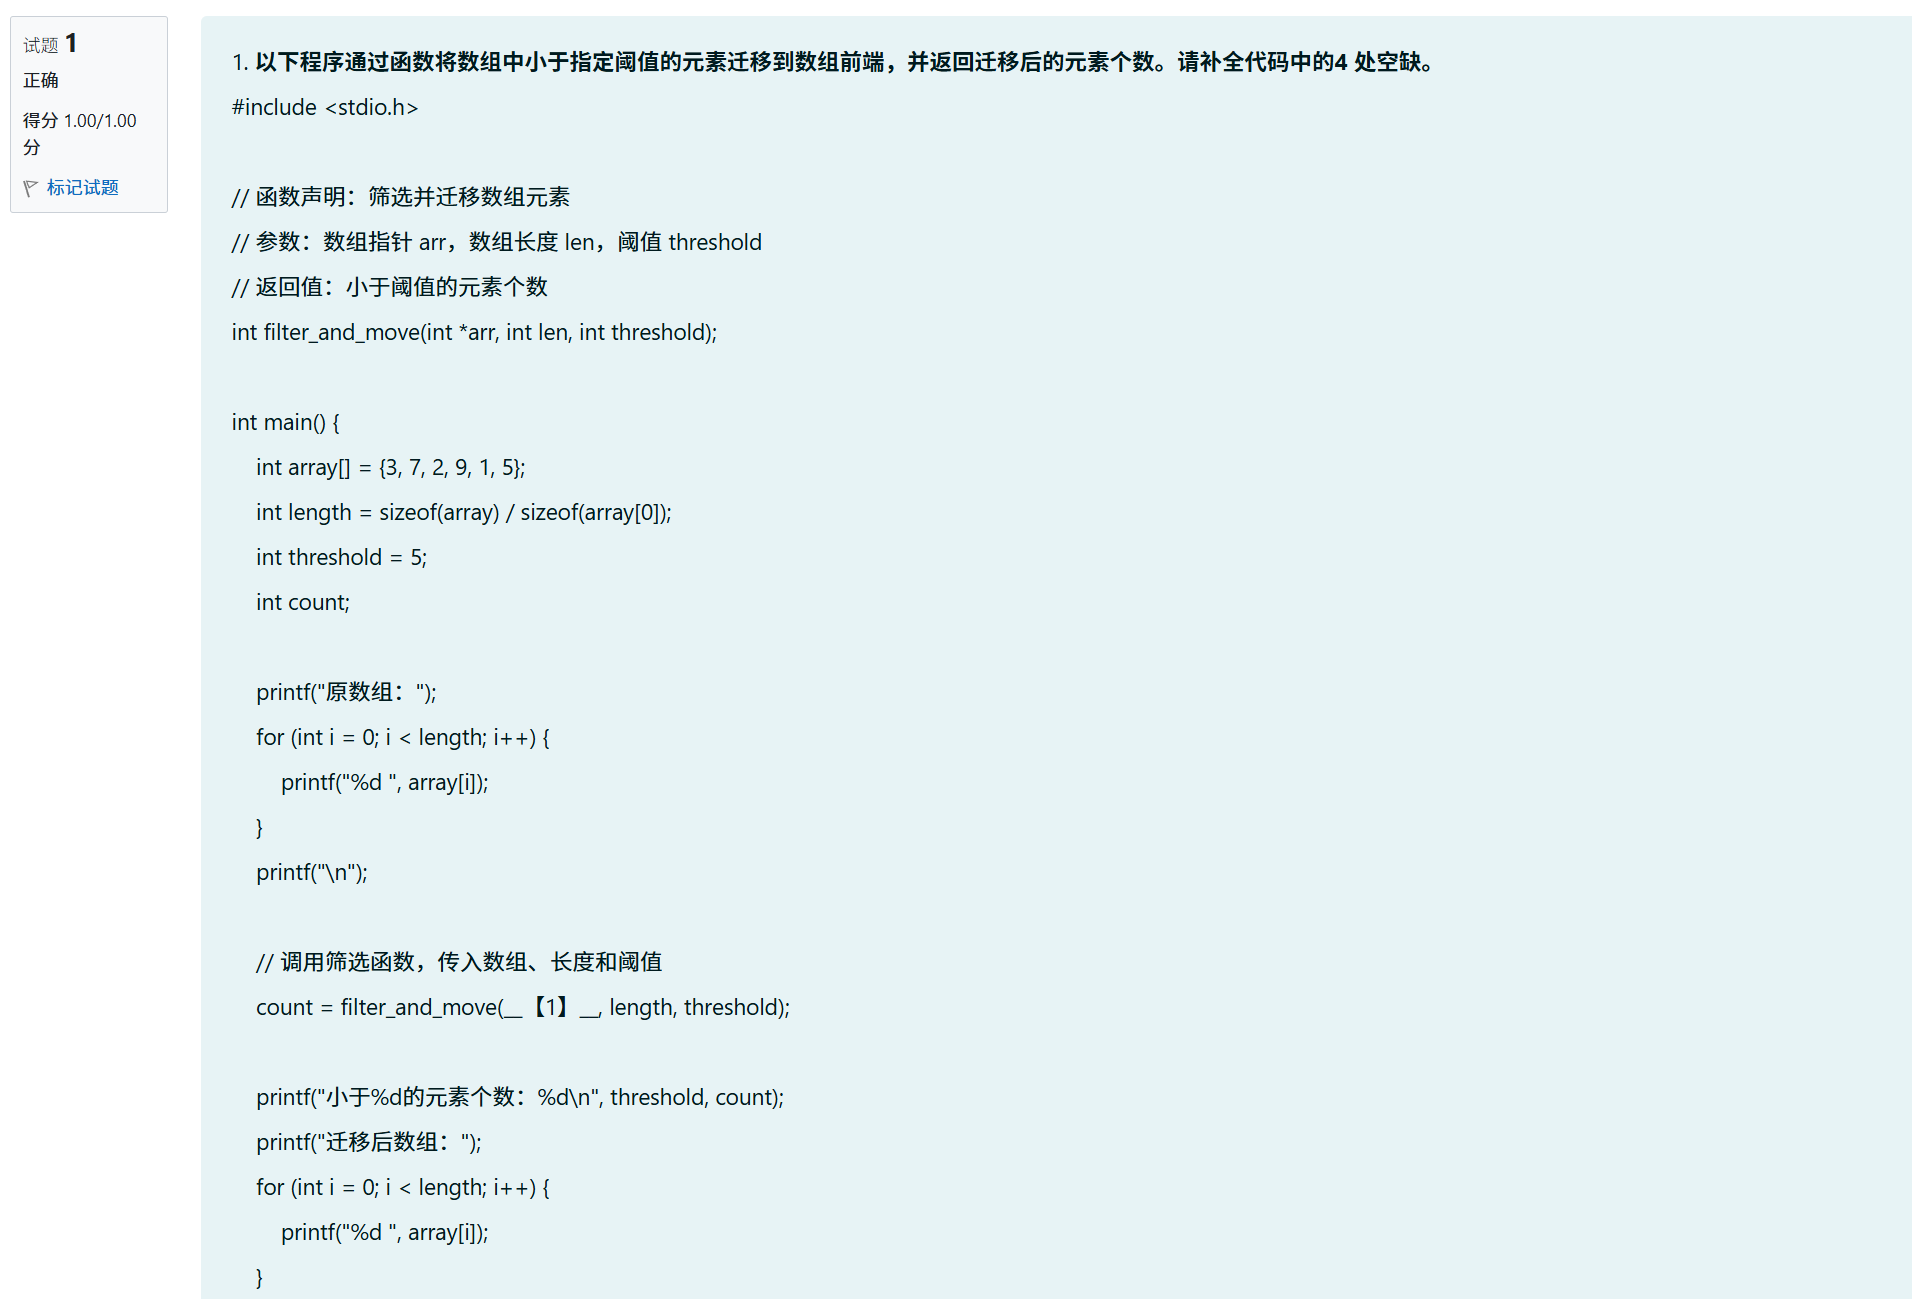 试题 1
正确
得分 1.00/1.00
分
标记试题
1. 以下程序通过函数将数组中小于指定阈值的元素迁移到数组前端，并返回迁移后的元素个数。请补全代码中的4 处空缺。
#include <stdio.h>
// 函数声明：筛选并迁移数组元素
// 参数：数组指针 arr，数组长度 len，阈值 threshold
// 返回值：小于阈值的元素个数
int filter_and_move(int *arr, int len, int threshold);
int main() {
int array[] = {3, 7, 2, 9, 1, 5};
int length = sizeof(array) / sizeof(array[0]);
int threshold = 5;
int count;
printf("原数组：");
for (int i = 0; i < length; i++) {
printf("%d ", array[i]);
}
printf("\n");
// 调用筛选函数，传入数组、长度和阈值
count = filter_and_move(__【1】__, length, threshold);
printf("小于%d的元素个数：%d\n", threshold, count);
printf("迁移后数组：");
for (int i = 0; i < length; i++) {
printf("%d ", array[i]);
}